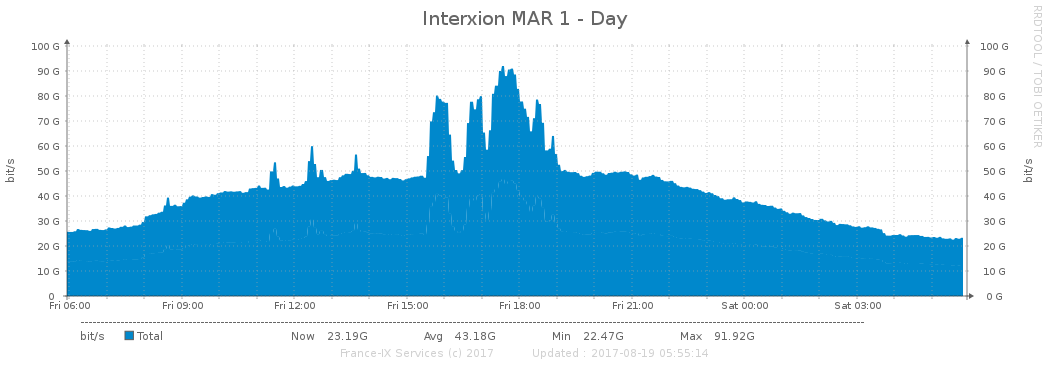 Interxion MAR 1 - Day
RRDTOOL / TOBI OETIKER
bit/s
bit/s
100 G 100 G
90 G 90 G
80 G 80 G
70 G 70 G
60 G 60 G
50 G 50 G
40 G 40 G
30 G 30 G
20 G 20 G
10 G 10 G
0 0 G
Fri 06:00 Fri 09:00 Fri 12:00 Fri 15:00 Fri 18:00 Fri 21:00 Sat 00:00 Sat 03:00
bit/s Total Now 23.19G Avg 43.18G Min 22.47G Max 91.92G
France-IX Services (c) 2017 Updated : 2017-08-19 05:55:14